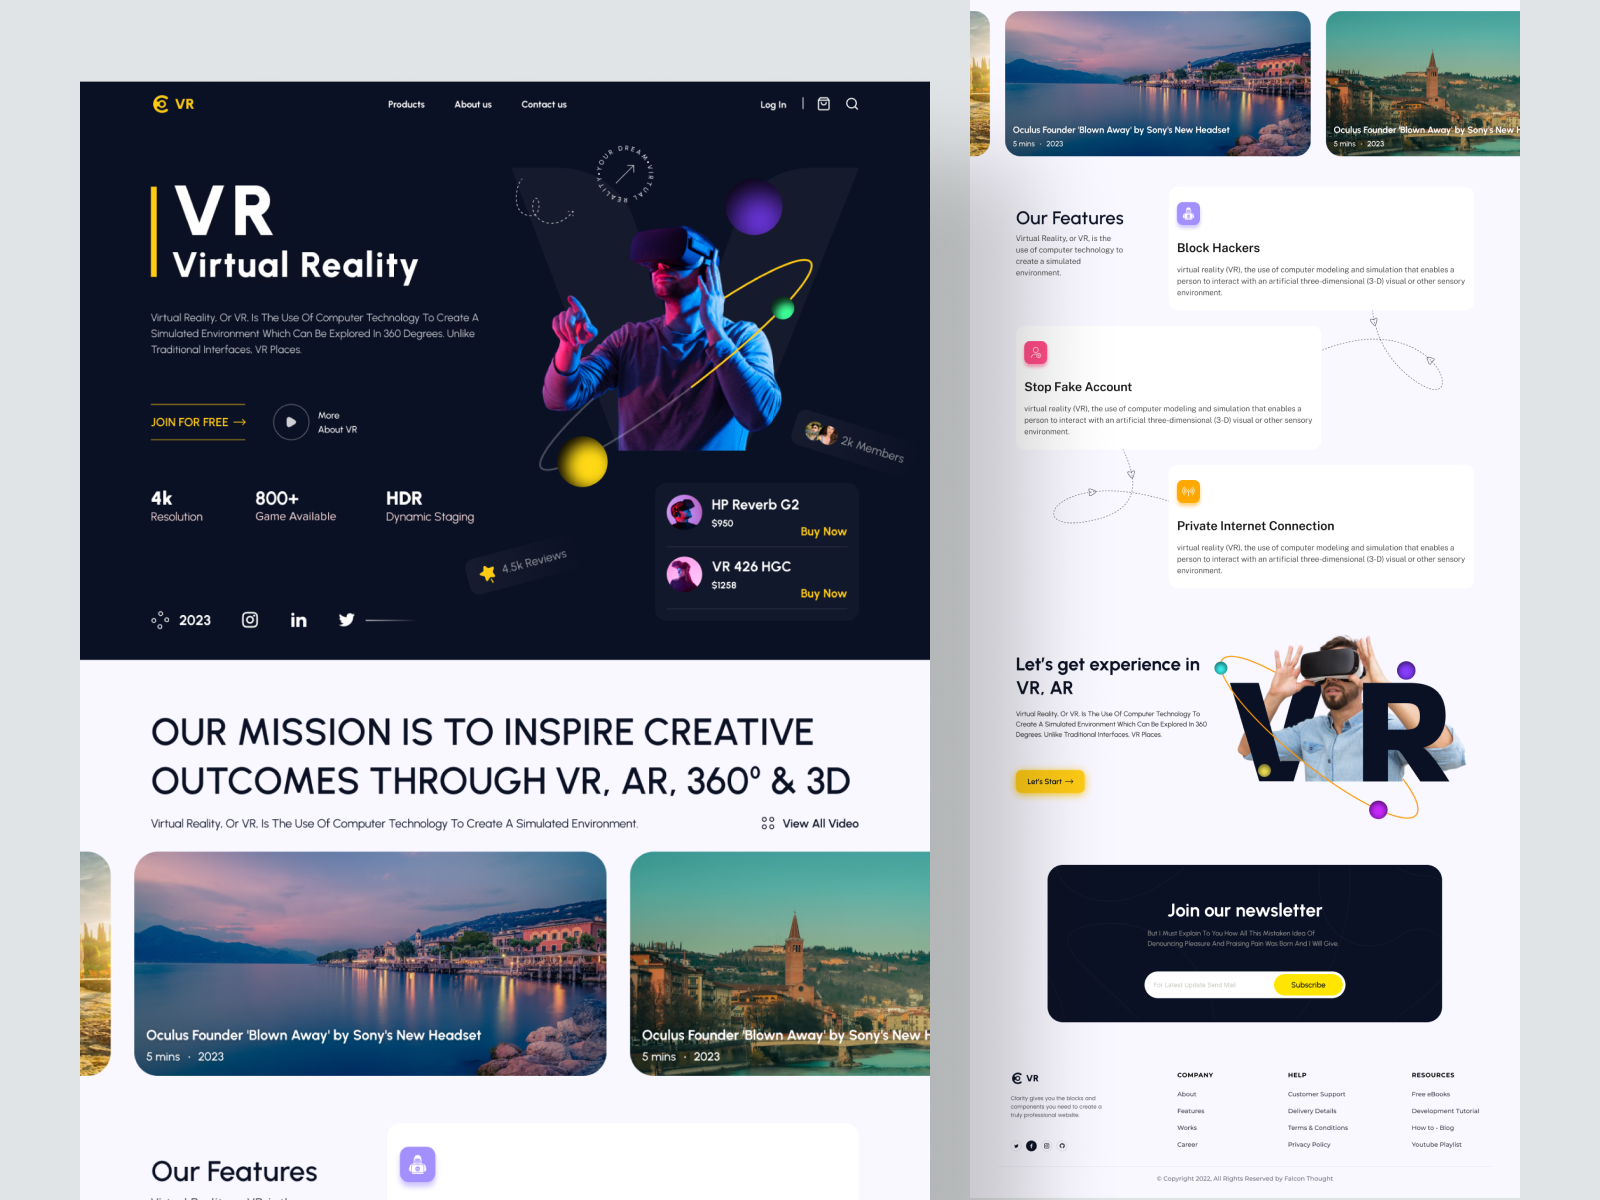 VR
Products
About us
Contact us
Log In
YOUR DREAM • VIRTUAL REALITY •
VR
Virtual Reality
Virtual Reality, Or VR, Is The Use Of Computer Technology To Create A
Simulated Environment Which Can Be Explored In 360 Degrees. Unlike
Traditional Interfaces, VR Places.
JOIN FOR FREE
More
About VR
2k Members
4k
Resolution
800+
Game Available
HDR
Dynamic Staging
HP Reverb G2
$950
Buy Now
VR 426 HGC
$1258
Buy Now
4.5k Reviews
2023
OUR MISSION IS TO INSPIRE CREATIVE
OUTCOMES THROUGH VR, AR, 360⁰ & 3D
Virtual Reality, Or VR, Is The Use Of Computer Technology To Create A Simulated Environment.
View All Video
Oculus Founder 'Blown Away' by Sony's New Headset
5 mins · 2023
Oculus Founder 'Blown Away' by Sony's New H
5 mins · 2023
Our Features
Oculus Founder 'Blown Away' by Sony's New Headset
5 mins · 2023
Oculus Founder 'Blown Away' by Sony's New H
5 mins · 2023
Our Features
Virtual Reality, or VR, is the
use of computer technology to
create a simulated
environment.
Block Hackers
virtual reality (VR), the use of computer modeling and simulation that enables a
person to interact with an artificial three-dimensional (3-D) visual or other sensory
environment.
Stop Fake Account
virtual reality (VR), the use of computer modeling and simulation that enables a
person to interact with an artificial three-dimensional (3-D) visual or other sensory
environment.
Private Internet Connection
virtual reality (VR), the use of computer modeling and simulation that enables a
person to interact with an artificial three-dimensional (3-D) visual or other sensory
environment.
Let's get experience in
VR, AR
Virtual Reality, Or VR, Is The Use Of Computer Technology To
Create A Simulated Environment Which Can Be Explored In 360
Degrees. Unlike Traditional Interfaces, VR Places.
Let's Start
VR
Join our newsletter
But I Must Explain To You How All This Mistaken Idea Of
Denouncing Pleasure And Praising Pain Was Born And I Will Give.
For Latest Update Send Mail
Subscribe
VR
Clarity gives you the blocks and
components you need to create a
truly professional website.
COMPANY
About
Features
Works
Career
HELP
Customer Support
Delivery Details
Terms & Conditions
Privacy Policy
RESOURCES
Free eBooks
Development Tutorial
How to - Blog
Youtube Playlist
© Copyright 2022, All Rights Reserved by Falcon Thought